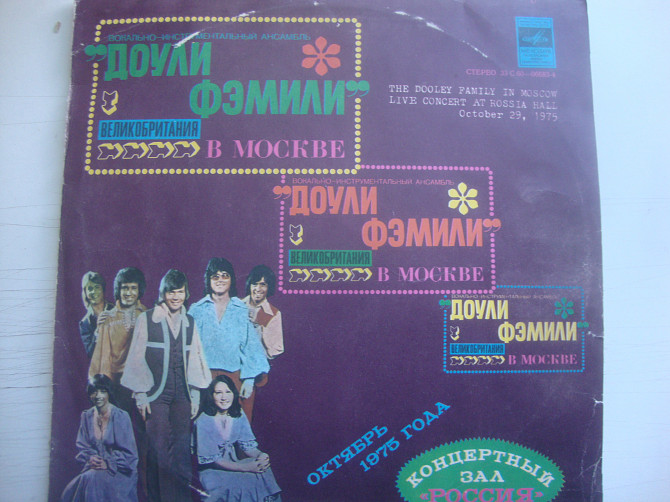 ВОКАЛЬНО-ИНСТРУМЕНТАЛЬНЫЙ АНСАМБЛЬ
"ДОУЛИ
ФЭМИЛИ"
ВЕЛИКОБРИТАНИЯ
В МОСКВЕ
СТЕРЕО
THE DOOLEY FAMILY IN MOSCOW
LIVE CONCERT AT ROSSIA HALL
October 29, 1975
ВОКАЛЬНО-ИНСТРУМЕНТАЛЬНЫЙ АНСАМБЛЬ
"ДОУЛИ
ФЭМИЛИ"
ВЕЛИКОБРИТАНИЯ
В МОСКВЕ
ВОКАЛЬНО-ИНСТРУМЕНТАЛЬНЫЙ АНСАМБЛЬ
"ДОУЛИ
ФЭМИЛИ"
ВЕЛИКОБРИТАНИЯ
В МОСКВЕ
ОКТЯБРЬ
1975 ГОДА
КОНЦЕРТНЫЙ
ЗАЛ
«РОССИЯ»